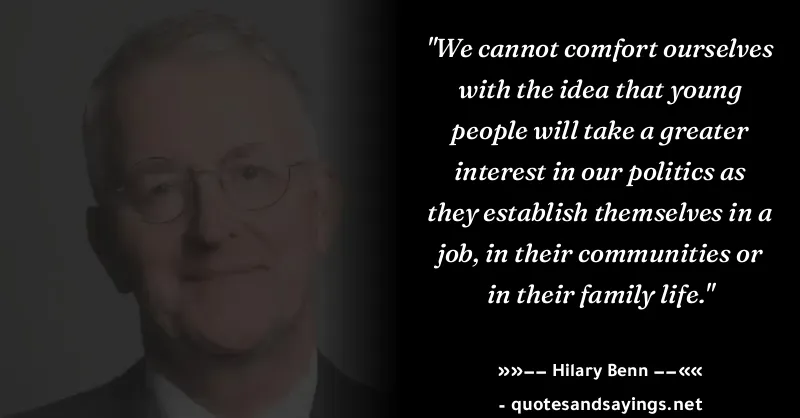 "We cannot comfort ourselves
with the idea that young
people will take a greater
interest in our politics as
they establish themselves in a
job, in their communities or
in their family life."
»»–– Hilary Benn ––««
- quotesandsayings.net